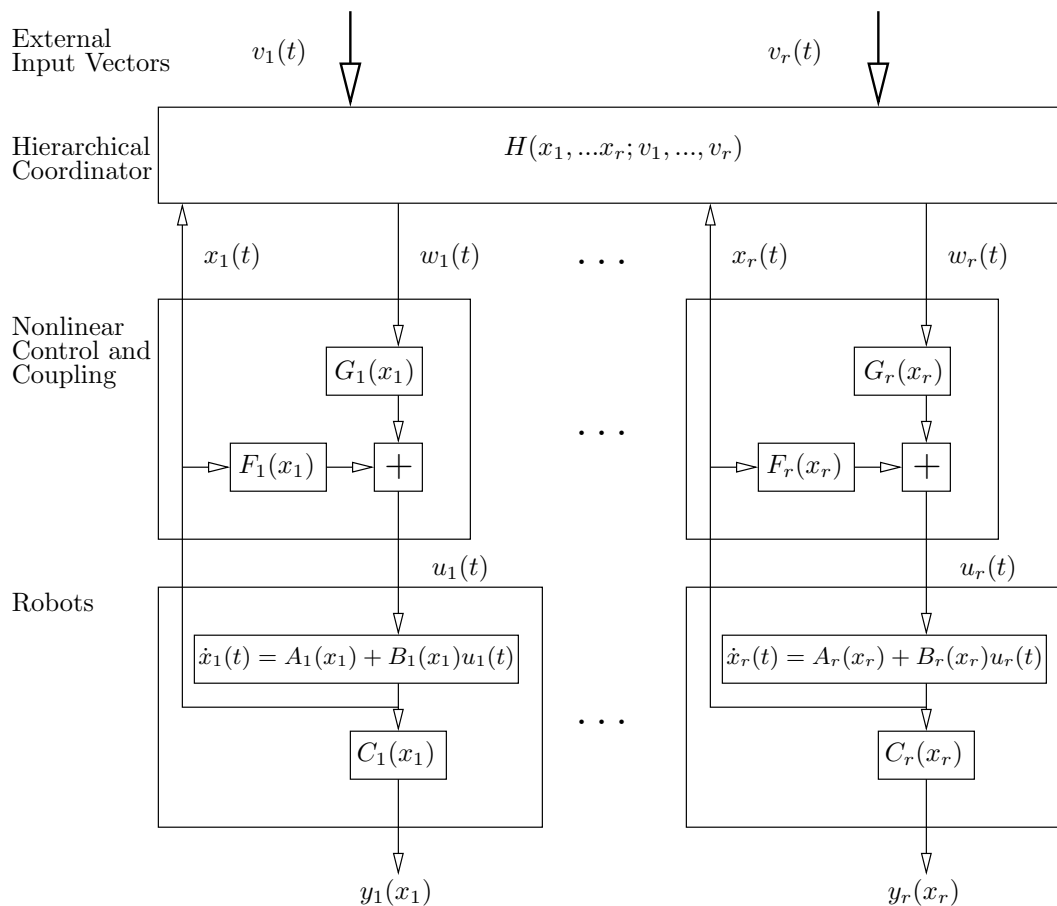 External
Input Vectors
v_1(t)
v_r(t)
Hierarchical
Coordinator
H(x_1, ...x_r; v_1, ..., v_r)
x_1(t)
w_1(t)
. . .
x_r(t)
w_r(t)
Nonlinear
Control and
Coupling
G_1(x_1)
G_r(x_r)
. . .
F_1(x_1)
+
F_r(x_r)
+
u_1(t)
u_r(t)
Robots
ẋ_1(t) = A_1(x_1) + B_1(x_1)u_1(t)
ẋ_r(t) = A_r(x_r) + B_r(x_r)u_r(t)
. . .
C_1(x_1)
C_r(x_r)
y_1(x_1)
y_r(x_r)